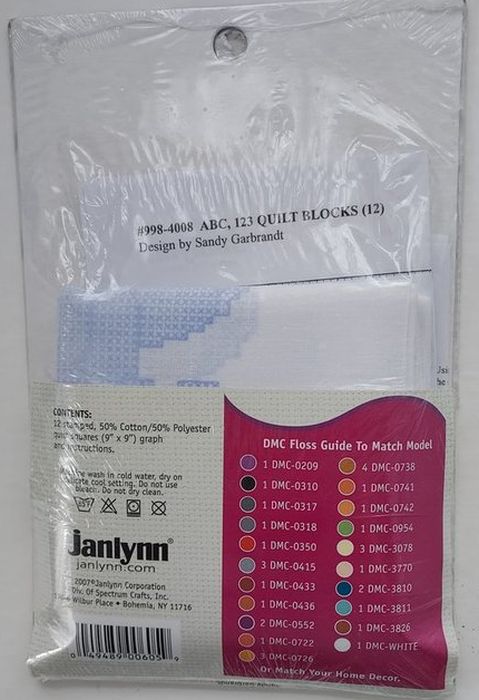 #998-4008 ABC, 123 QUILT BLOCKS (12)
Design by Sandy Garbrandt
CONTENTS:
12 stamped, 50% Cotton/50% Polyester
quilt squares (9" x 9") graph
and instructions.
wash in cold water, dry on
delicate cool setting. Do not use
bleach. Do not dry clean.
Janlynn®
janlynn.com
2007 Janlynn Corporation
Div. Of Spectrum Crafts, Inc.
Wilbur Place • Bohemia, NY 11716
0 49489 00605 9
DMC Floss Guide To Match Model
1 DMC-0209
1 DMC-0310
1 DMC-0317
1 DMC-0318
1 DMC-0350
3 DMC-0415
1 DMC-0433
1 DMC-0436
2 DMC-0552
1 DMC-0722
3 DMC-0726
4 DMC-0738
1 DMC-0741
1 DMC-0742
1 DMC-0954
3 DMC-3078
1 DMC-3770
2 DMC-3810
1 DMC-3811
1 DMC-3826
1 DMC-WHITE
Or Match Your Home Decor.